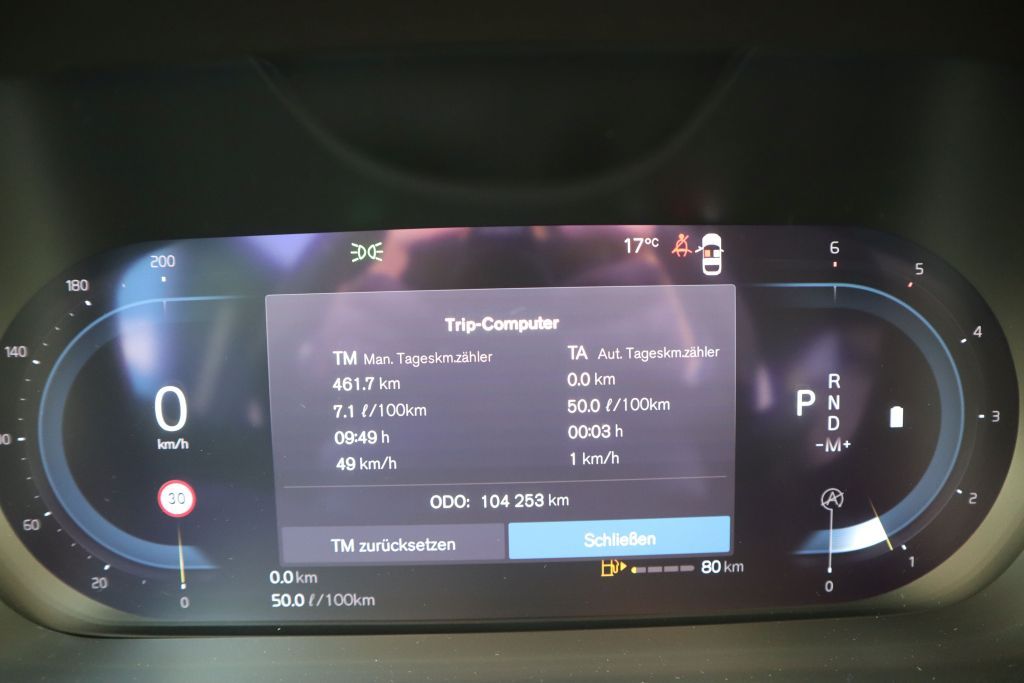 200
17°C
6
180
5
140
4
Trip-Computer
TM Man. Tageskm.zähler
461.7 km
7.1 ℓ/100km
09:49 h
49 km/h
TA Aut. Tageskm.zähler
0.0 km
50.0 ℓ/100km
00:03 h
1 km/h
ODO: 104 253 km
TM zurücksetzen
Schließen
0
km/h
30
P
R
N
D
-M+
A
3
2
1
0
60
20
0
0.0 km
50.0 ℓ/100km
80 km